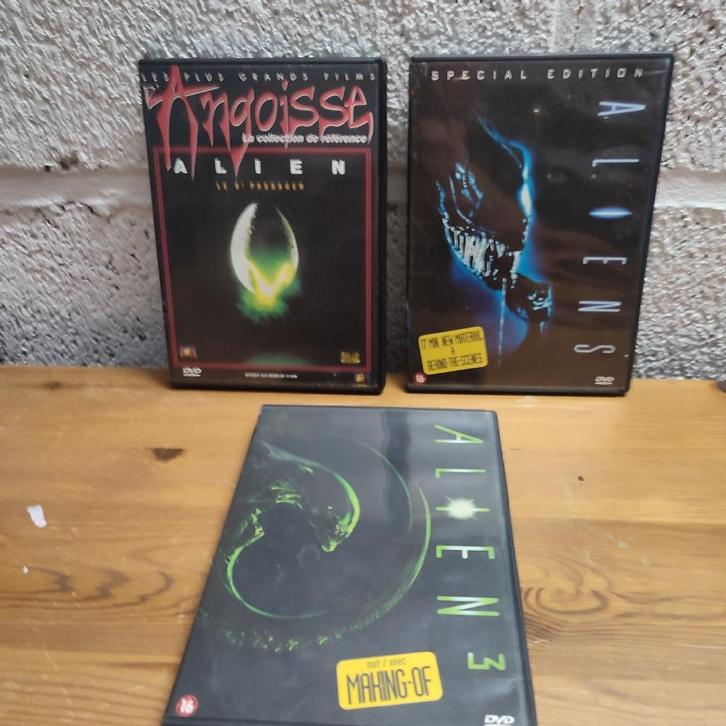 LES PLUS GRANDS FILMS
D'Angoisse
La collection de référence
ALIEN
LE 8e PASSAGER
DVD
SPECIAL EDITION
ALIENS
17 MIN. NEW MATERIAL
&
BEHIND-THE-SCENES
16
DVD
ALIEN 3
met / avec
MAKING-OF
16
DVD